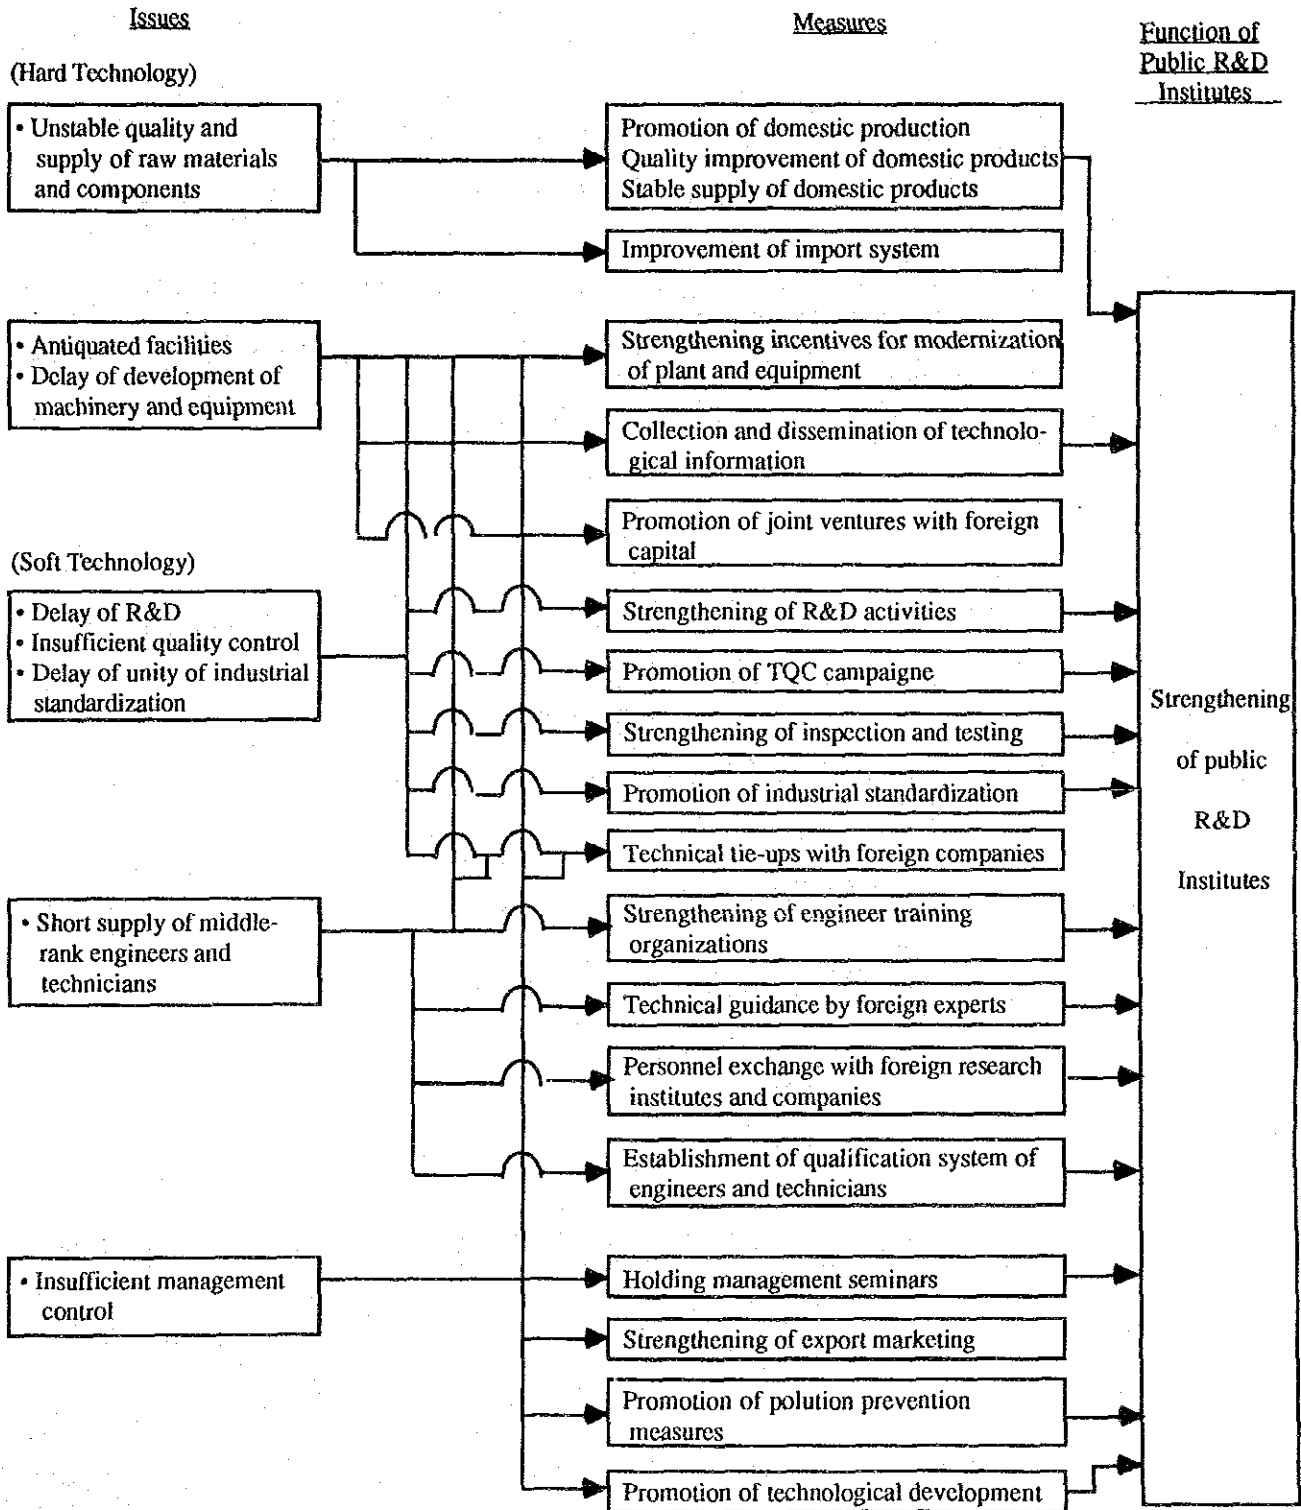 Issues
Measures
Function of
Public R&D
Institutes
(Hard Technology)
• Unstable quality and
supply of raw materials
and components
Promotion of domestic production
Quality improvement of domestic products
Stable supply of domestic products
Improvement of import system
• Antiquated facilities
• Delay of development of
machinery and equipment
Strengthening incentives for modernization
of plant and equipment
Collection and dissemination of technolo-
gical information
Promotion of joint ventures with foreign
capital
(Soft Technology)
• Delay of R&D
• Insufficient quality control
• Delay of unity of industrial
standardization
Strengthening of R&D activities
Promotion of TQC campaigne
Strengthening of inspection and testing
Promotion of industrial standardization
Technical tie-ups with foreign companies
• Short supply of middle-
rank engineers and
technicians
Strengthening of engineer training
organizations
Technical guidance by foreign experts
Personnel exchange with foreign research
institutes and companies
Establishment of qualification system of
engineers and technicians
• Insufficient management
control
Holding management seminars
Strengthening of export marketing
Promotion of polution prevention
measures
Promotion of technological development
Strengthening
of public
R&D
Institutes